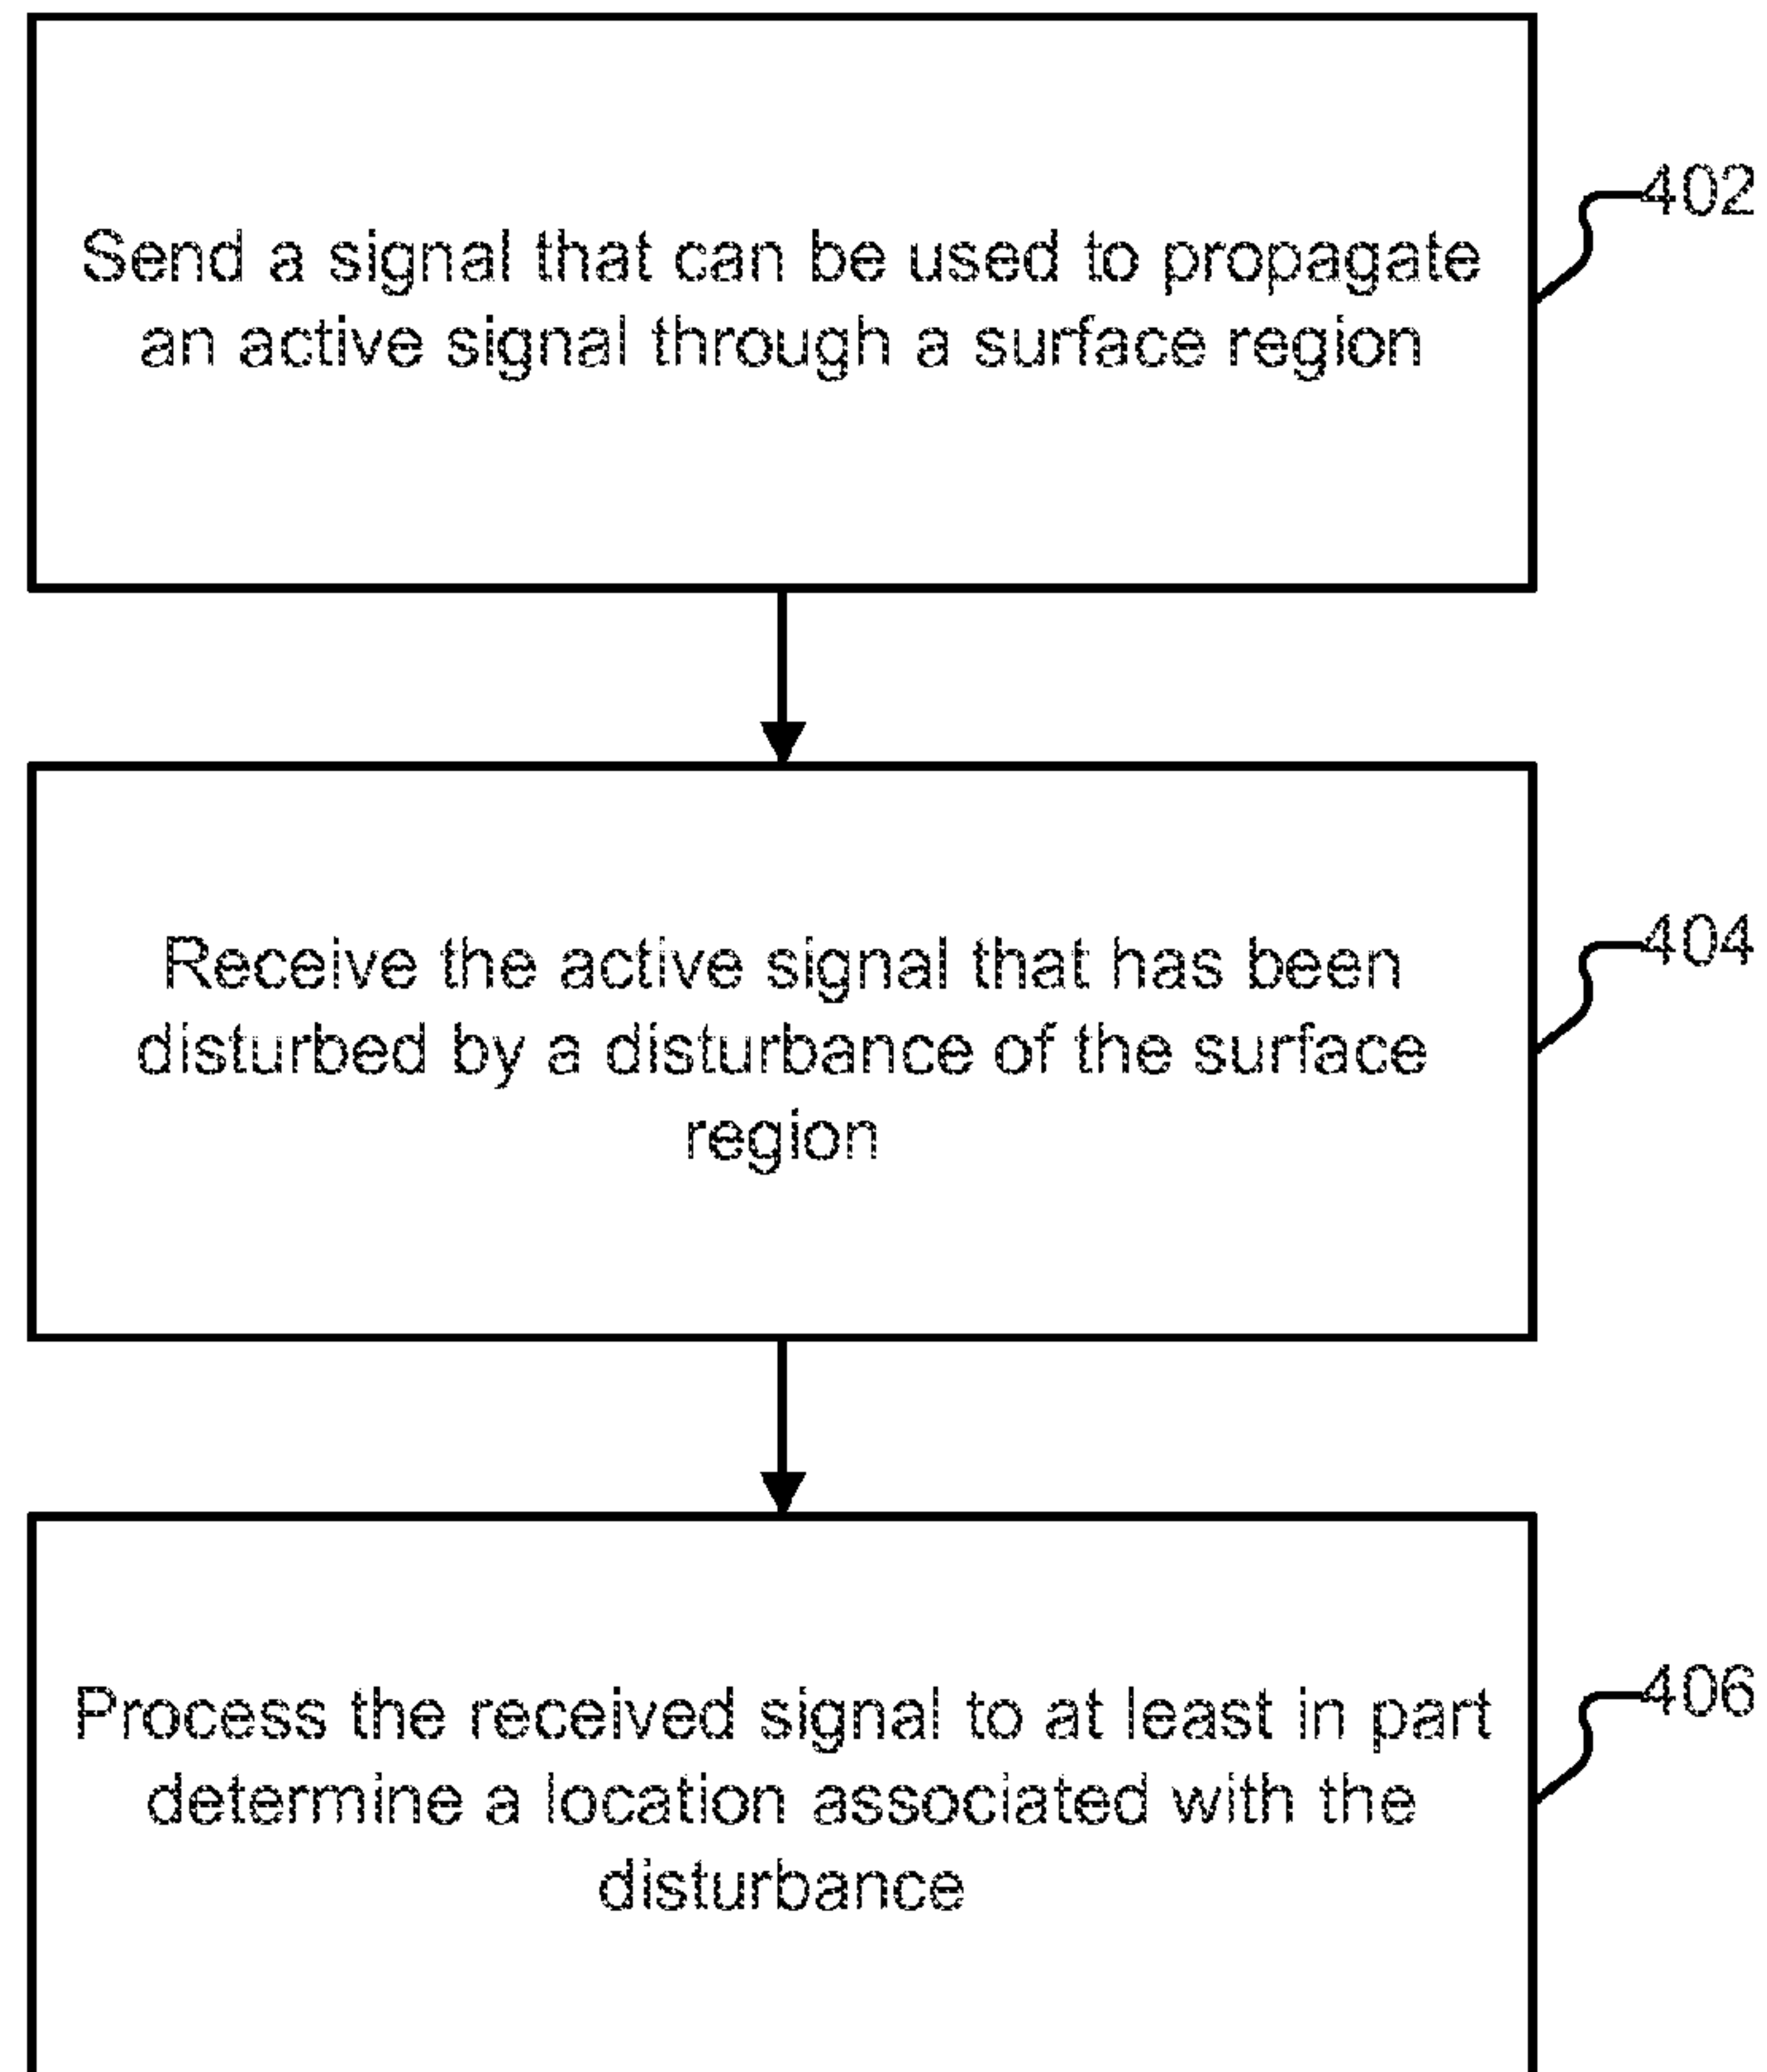 Send a signal that can be used to propagate
an active signal through a surface region
402
Receive the active signal that has been
disturbed by a disturbance of the surface
region
404
Process the received signal to at least in part
determine a location associated with the
disturbance
406